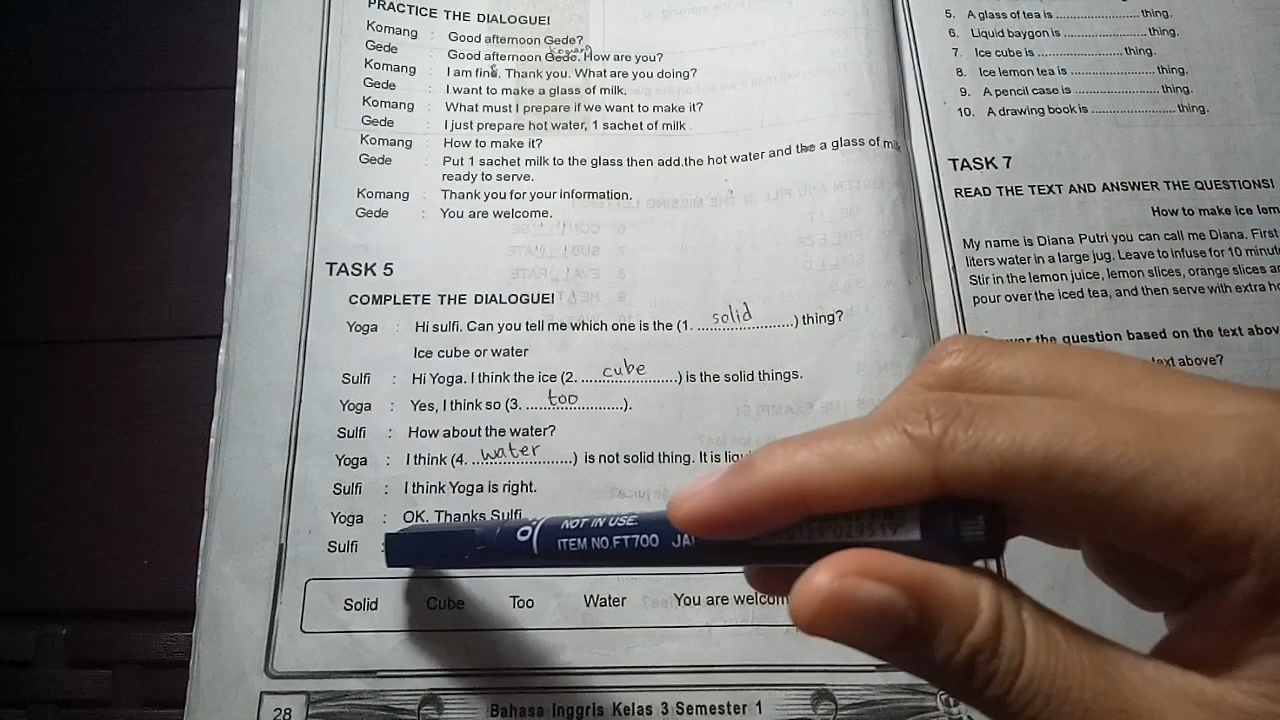 PRACTICE THE DIALOGUE!
Komang : Good afternoon Gede?
Gede : Good afternoon Gede. Komang How are you?
Komang : I am fine. Thank you. What are you doing?
Gede : I want to make a glass of milk.
Komang : What must I prepare if we want to make it?
Gede : I just prepare hot water, 1 sachet of milk .
Komang : How to make it?
Gede : Put 1 sachet milk to the glass then add.the hot water and the a glass of milk
ready to serve.
Komang : Thank you for your information.
Gede : You are welcome.
TASK 5
COMPLETE THE DIALOGUE!
Yoga : Hi sulfi. Can you tell me which one is the (1. solid ) thing?
Ice cube or water
Sulfi : Hi Yoga. I think the ice (2. cube ) is the solid things.
Yoga : Yes, I think so (3. too ).
Sulfi : How about the water?
Yoga : I think (4. water ) is not solid thing. It is
Sulfi : I think Yoga is right.
Yoga : OK. Thanks Sulfi
Sulfi :
NOT IN USE.
ITEM NO.FT700
Solid Cube Too Water You are welcom
28 Bahasa Inggris Kelas 3 Semester 1
5. A glass of tea is ........................ thing.
6. Liquid baygon is ........................ thing.
7. Ice cube is ........................ thing.
8. Ice lemon tea is ........................ thing.
9. A pencil case is ........................ thing.
10. A drawing book is ........................ thing.
TASK 7
READ THE TEXT AND ANSWER THE QUESTIONS!
How to make ice lem
My name is Diana Putri you can call me Diana. First
liters water in a large jug. Leave to infuse for 10 minut
Stir in the lemon juice, lemon slices, orange slices a
pour over the iced tea, and then serve with extra h
the question based on the text abov
text above?